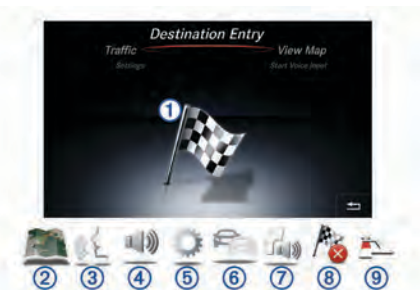 Destination Entry
Traffic View Map
Settings Start Voice Input
1
2 3 4 5 6 7 8 9